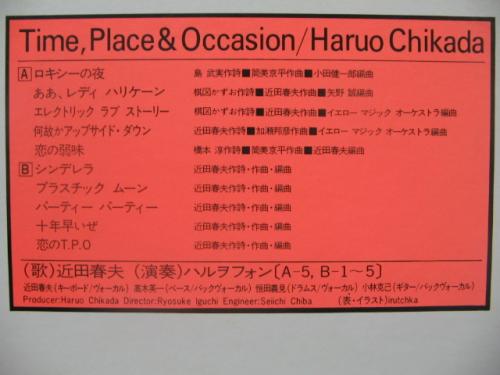 Time, Place & Occasion/Haruo Chikada
A ロキシーの夜 島 武実作詩■筒美京平作曲■小田健一郎編曲
ああ、レディ ハリケーン 楳図かずお作詩■近田春夫作曲■矢野 誠編曲
エレクトリック ラブ ストーリー 楳図かずお作詩■近田春夫作曲■イエロー マジック オーケストラ編曲
何故かアップサイド・ダウン 近田春夫作詩■加瀬邦彦作曲■イエロー マジック オーケストラ編曲
恋の弱味 橋本 淳作詩■筒美京平作曲■近田春夫編曲
B シンデレラ 近田春夫作詩・作曲・編曲
プラスチック ムーン 近田春夫作詩・作曲・編曲
パーティー パーティー 近田春夫作詩・作曲・編曲
十年早いぜ 近田春夫作詩・作曲・編曲
恋のT.P.O 近田春夫作詩・作曲・編曲
(歌)近田春夫 (演奏)ハルヲフォン[A-5, B-1~5]
近田春夫(キーボード/ヴォーカル) 高木英一(ベース/バックヴォーカル) 恒田義見(ドラムス/ヴォーカル) 小林克己(ギター/バックヴォーカル)
Producer:Haruo Chikada Director:Ryosuke Iguchi Engineer:Seiichi Chiba (表・イラスト)irutchka